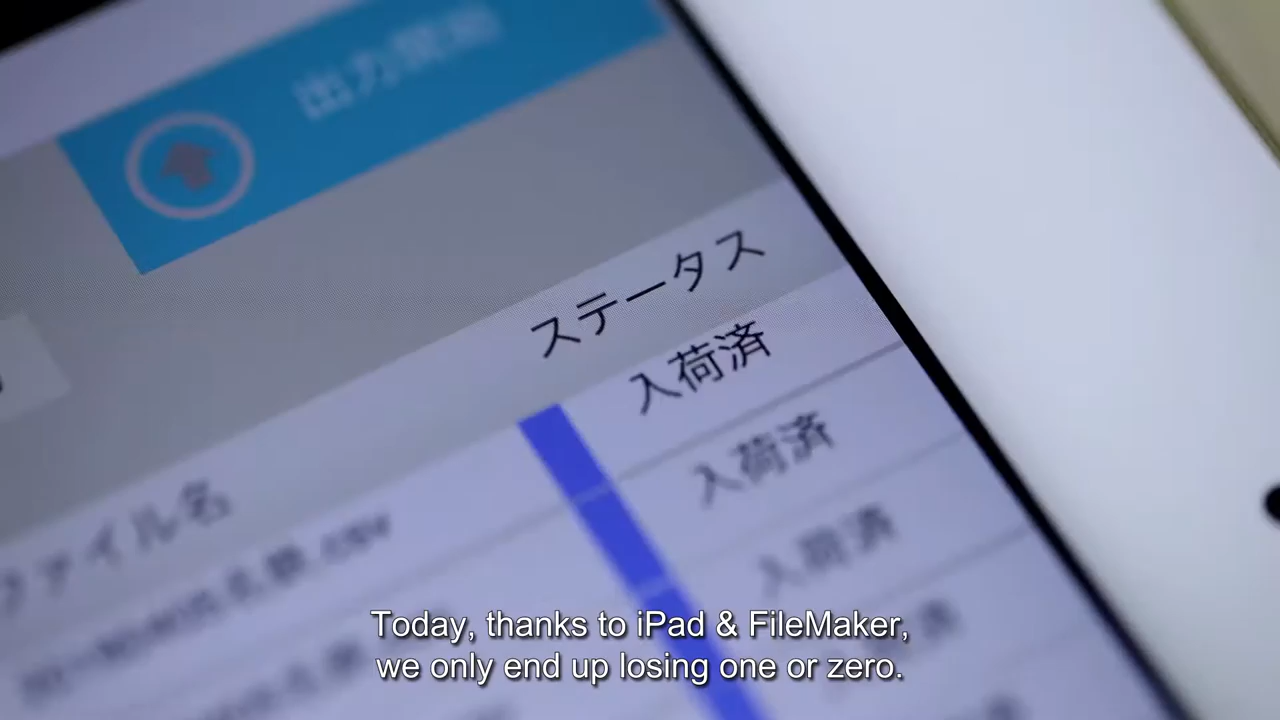 出力開始
ステータス
入荷済
入荷済
ファイル名
入荷済
Today, thanks to iPad & FileMaker,
we only end up losing one or zero.